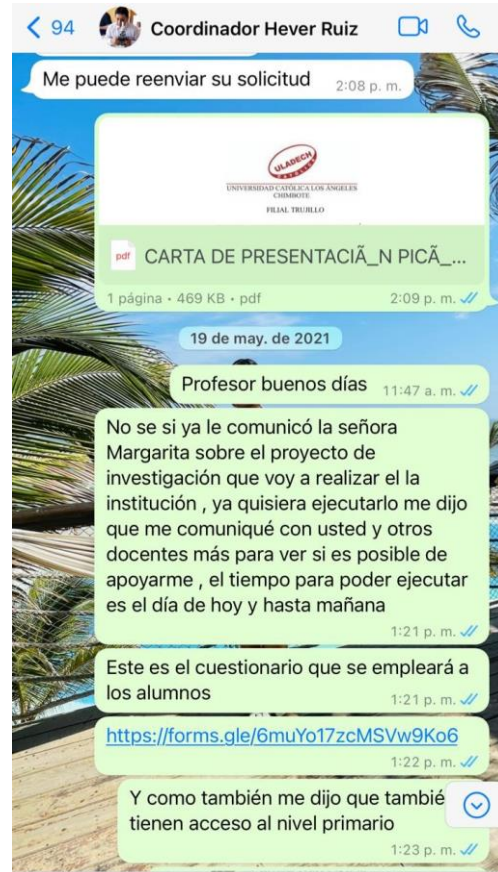 94
Coordinador Hever Ruiz
Me puede reenviar su solicitud
2:08 p. m.
ULADECH
CATÓLICA
UNIVERSIDAD CATÓLICA LOS ÁNGELES
CHIMBOTE
FILIAL TRUJILLO
pdf
CARTA DE PRESENTACIÃ_N PICÃ_...
1 página • 469 KB • pdf
2:09 p. m.
19 de may. de 2021
Profesor buenos días
11:47 a. m.
No se si ya le comunicó la señora
Margarita sobre el proyecto de
investigación que voy a realizar el la
institución , ya quisiera ejecutarlo me dijo
que me comuniqué con usted y otros
docentes más para ver si es posible de
apoyarme , el tiempo para poder ejecutar
es el día de hoy y hasta mañana
1:21 p. m.
Este es el cuestionario que se empleará a
los alumnos
1:21 p. m.
https://forms.gle/6muYo17zcMSVw9Ko6
1:22 p. m.
Y como también me dijo que tambié
tienen acceso al nivel primario
1:23 p. m.